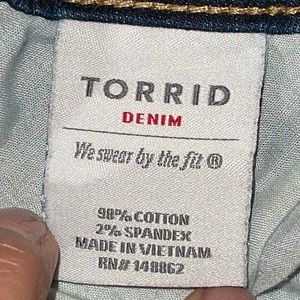 TORRID
DENIM
We swear by the fit ®
98% COTTON
2% SPANDEX
MADE IN VIETNAM
RN# 148862